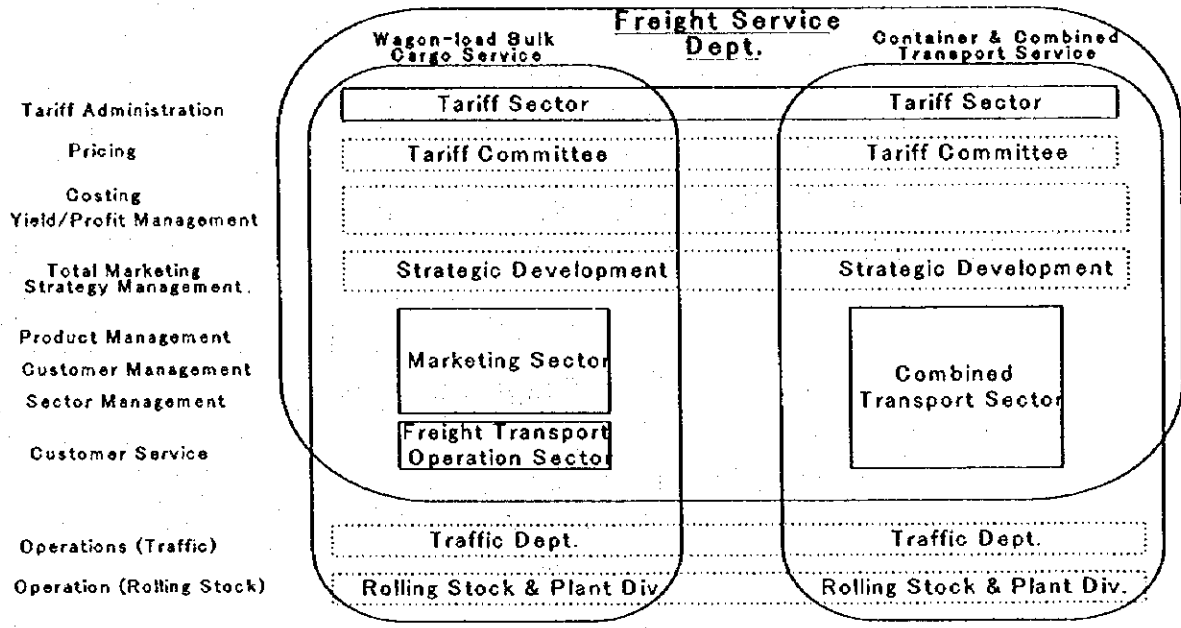 Freight Service
Dept.
Wagon-load Bulk
Cargo Service
Container & Combined
Transport Service
Tariff Administration
Tariff Sector
Tariff Sector
Pricing
Tariff Committee
Tariff Committee
Costing
Yield/Profit Management
Total Marketing
Strategy Management
Strategic Development
Strategic Development
Product Management
Customer Management
Sector Management
Marketing Sector
Combined
Transport Sector
Customer Service
Freight Transport
Operation Sector
Operations (Traffic)
Traffic Dept.
Traffic Dept.
Operation (Rolling Stock)
Rolling Stock & Plant Div.
Rolling Stock & Plant Div.